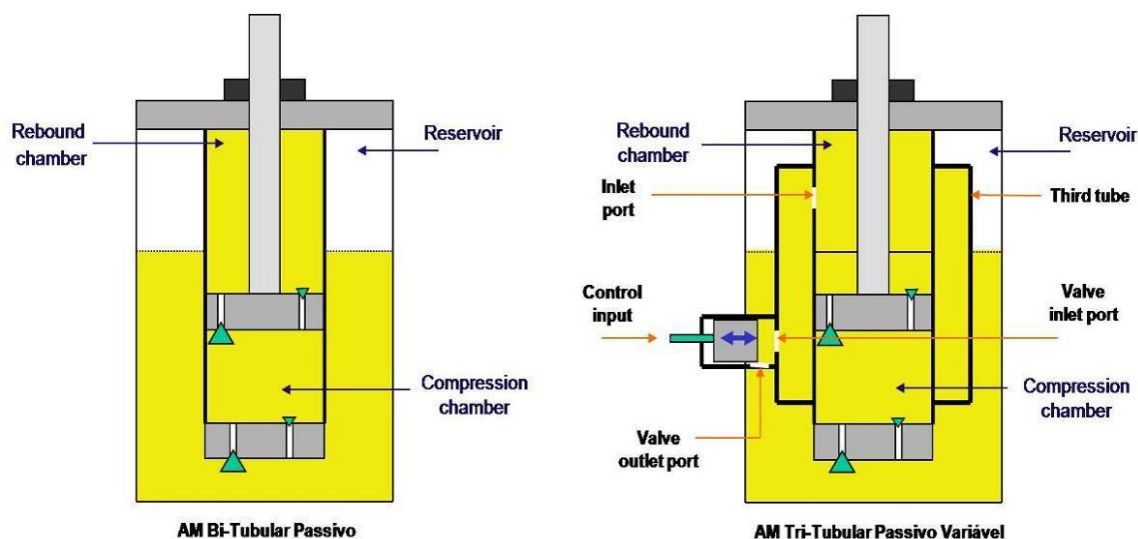 Rebound
chamber
Reservoir
Compression
chamber
AM Bi-Tubular Passivo
Rebound
chamber
Reservoir
Inlet
port
Third tube
Control
input
Valve
inlet port
Compression
chamber
Valve
outlet port
AM Tri-Tubular Passivo Variável